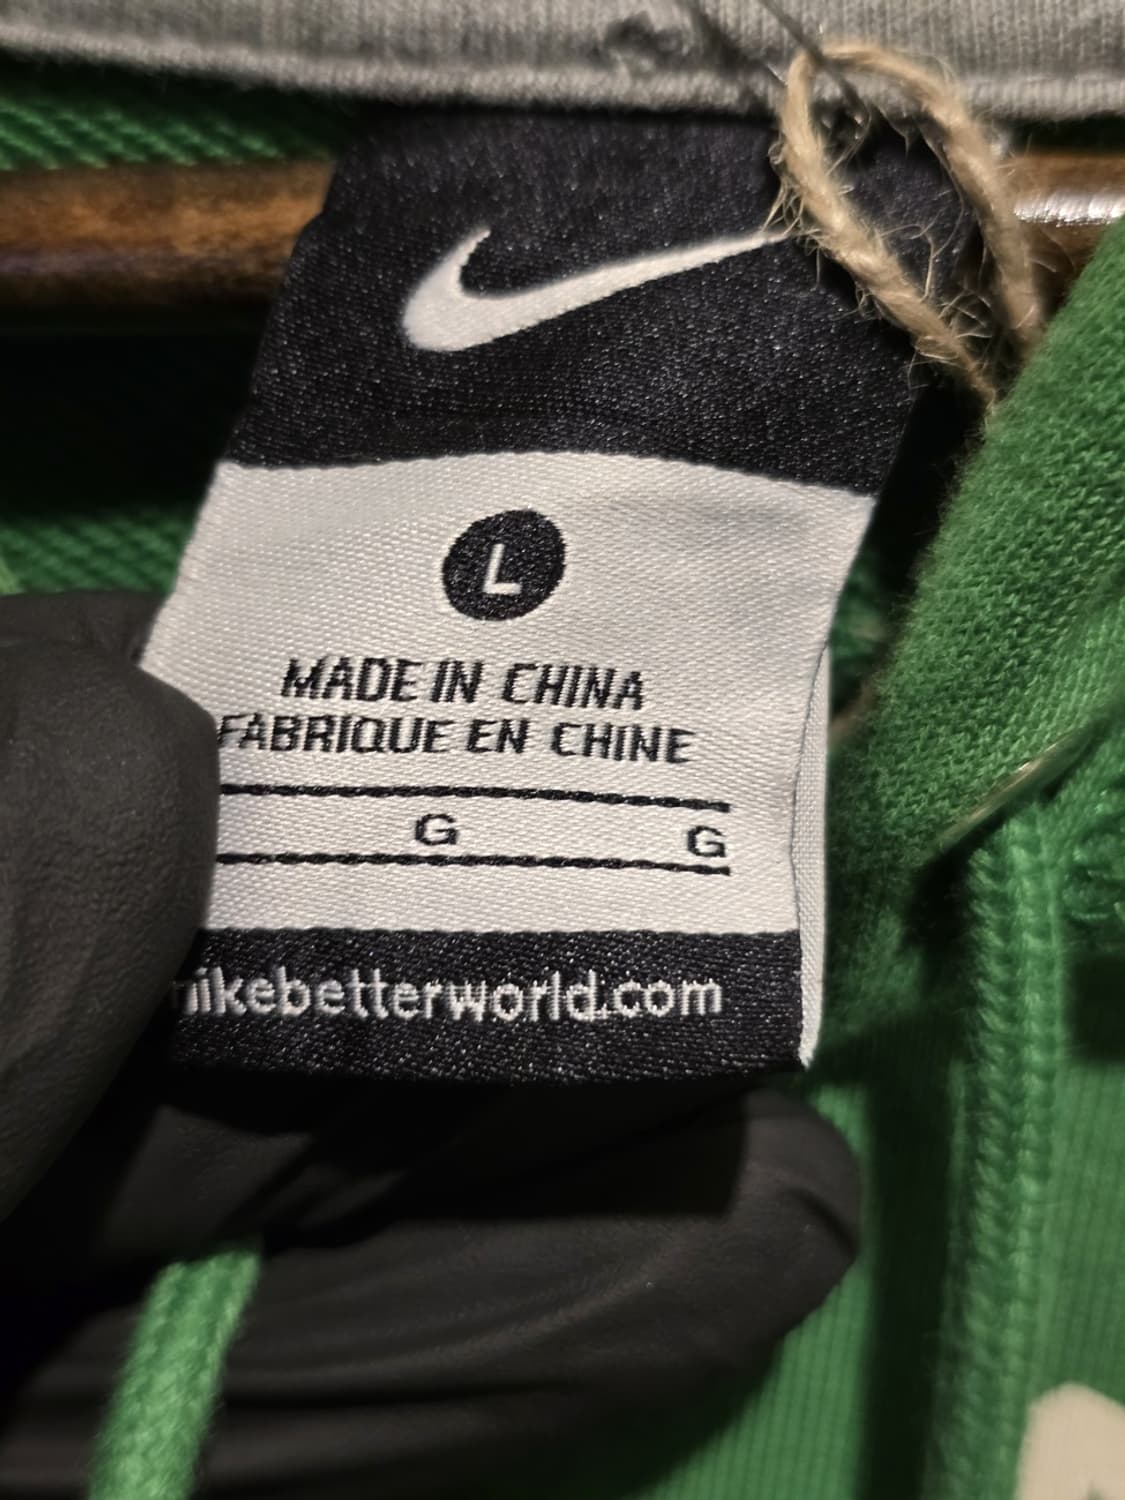 L
MADE IN CHINA
FABRIQUE EN CHINE
G G
nikebetterworld.com